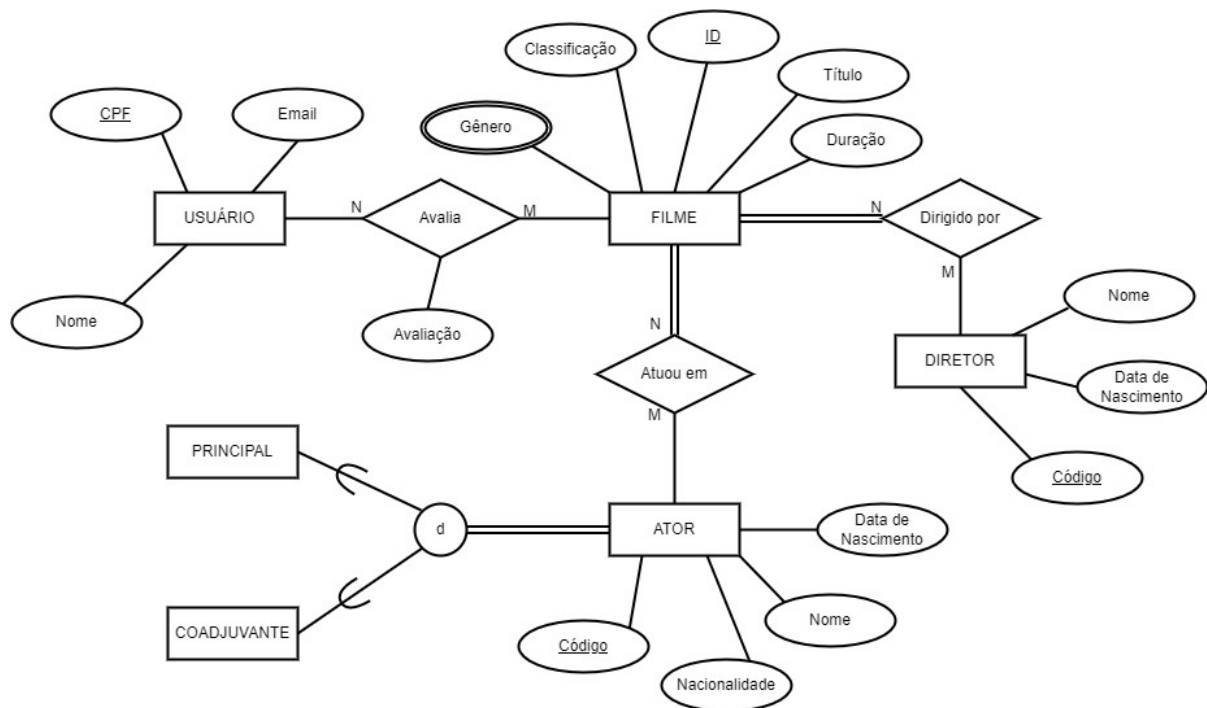 ID
Classificação
Título
CPF
Email
Gênero
Duração
USUÁRIO
N
Avalia
M
FILME
N
Dirigido por
M
Nome
Avaliação
N
Nome
Atuou em
DIRETOR
Data de
Nascimento
M
PRINCIPAL
Código
d
ATOR
Data de
Nascimento
COADJUVANTE
Nome
Código
Nacionalidade